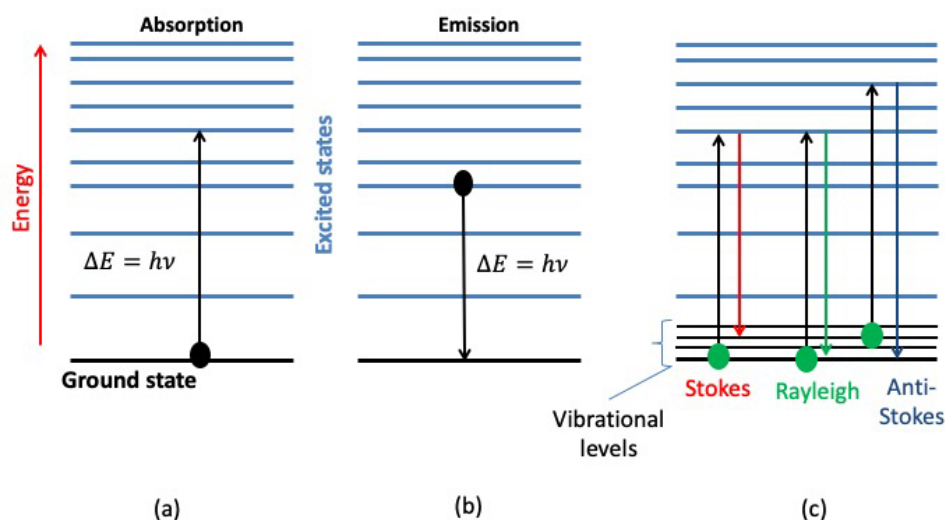 Absorption
Emission
Energy
Excited states
ΔE = hν
ΔE = hν
Ground state
Stokes
Rayleigh
Anti-
Stokes
Vibrational
levels
(a)
(b)
(c)